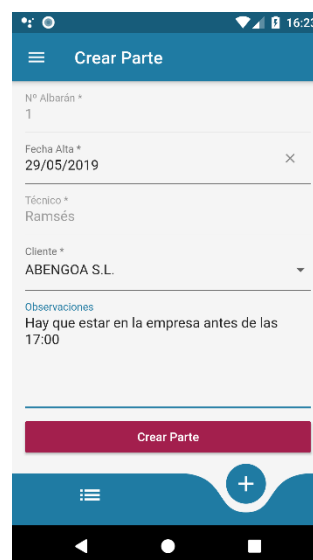 16:23
Crear Parte
Nº Albarán *
1
Fecha Alta *
29/05/2019
Técnico *
Ramsés
Cliente *
ABENGOA S.L.
Observaciones
Hay que estar en la empresa antes de las
17:00
Crear Parte